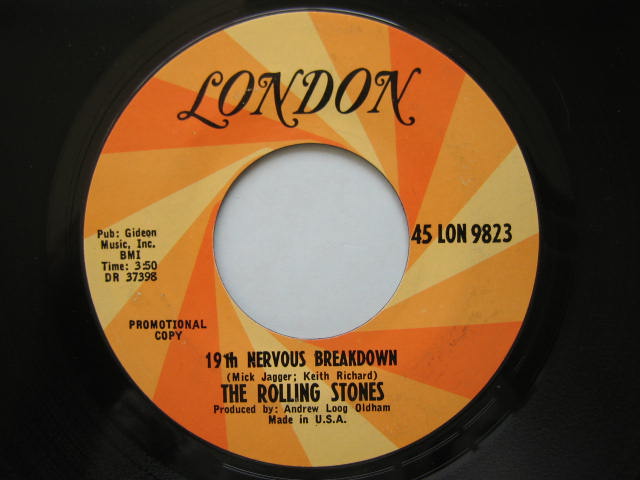 LONDON
Pub: Gideon
Music, Inc.
BMI
Time: 3:50
DR 37398
45 LON 9823
PROMOTIONAL
COPY
19th NERVOUS BREAKDOWN
(Mick Jagger; Keith Richard)
THE ROLLING STONES
Produced by: Andrew Loog Oldham
Made in U.S.A.